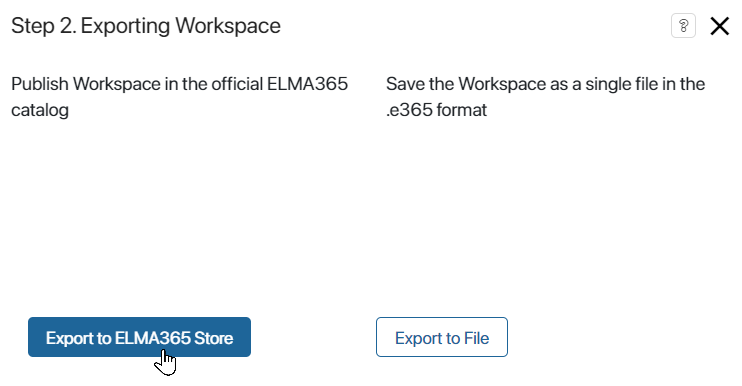 Step 2. Exporting Workspace
?
Publish Workspace in the official ELMA365
catalog
Save the Workspace as a single file in the
.e365 format
Export to ELMA365 Store
Export to File